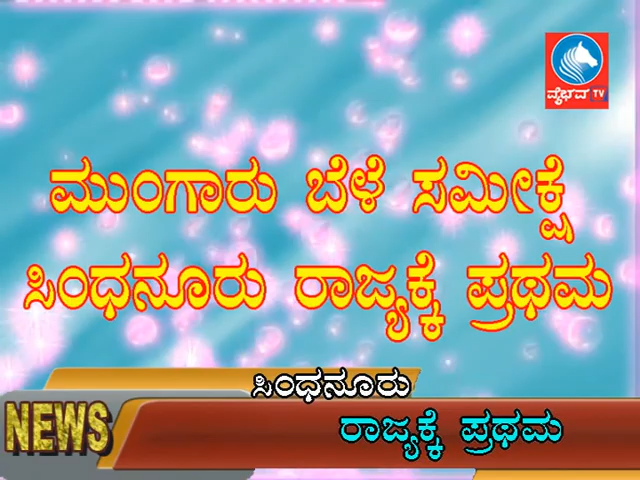 ವೈಭವ TV
ಮುಂಗಾರು ಬೆಳೆ ಸಮೀಕ್ಷೆ
ಸಿಂಧನೂರು ರಾಜ್ಯಕ್ಕೆ ಪ್ರಥಮ
ಸಿಂಧನೂರು
NEWS ರಾಜ್ಯಕ್ಕೆ ಪ್ರಥಮ